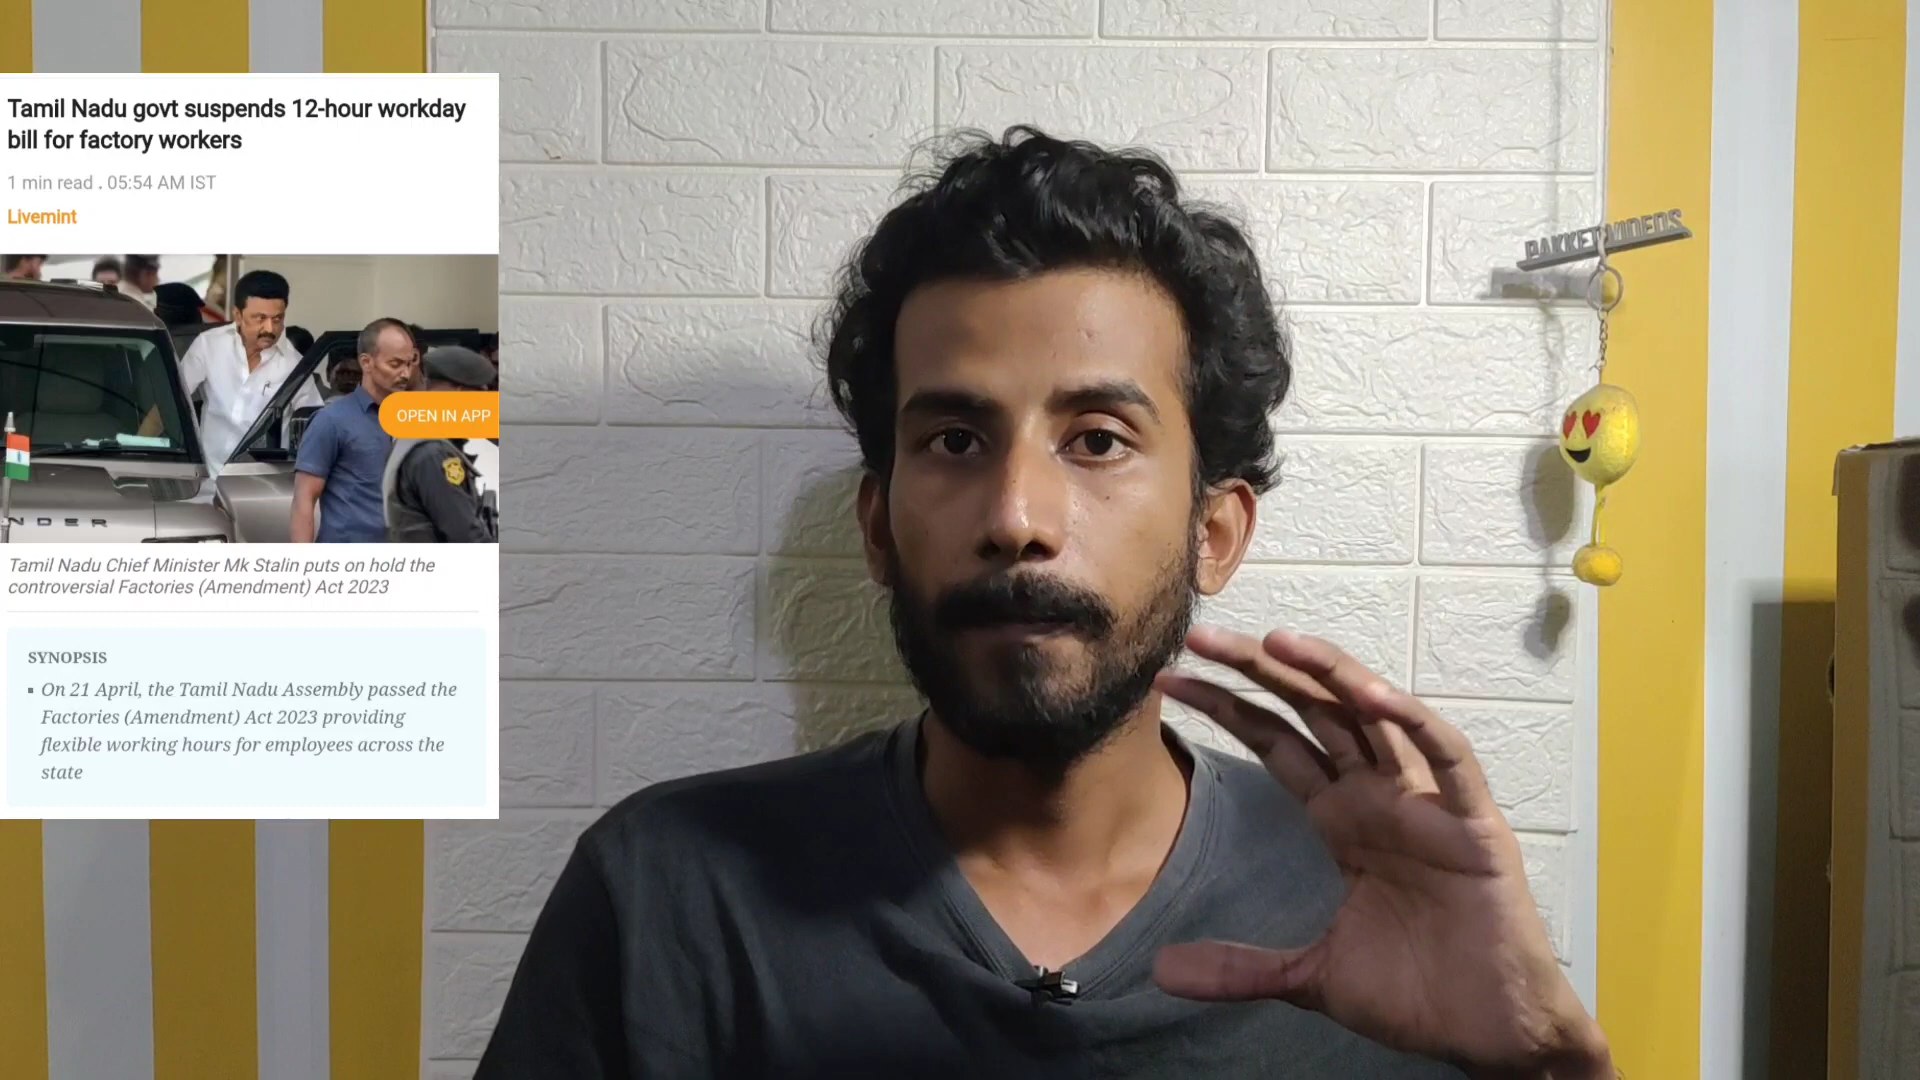 Tamil Nadu govt suspends 12-hour workday
bill for factory workers
1 min read . 05:54 AM IST
Livemint
OPEN IN APP
NDER
Tamil Nadu Chief Minister Mk Stalin puts on hold the
controversial Factories (Amendment) Act 2023
SYNOPSIS
▪ On 21 April, the Tamil Nadu Assembly passed the
Factories (Amendment) Act 2023 providing
flexible working hours for employees across the
state
PAKKET VIDEOS